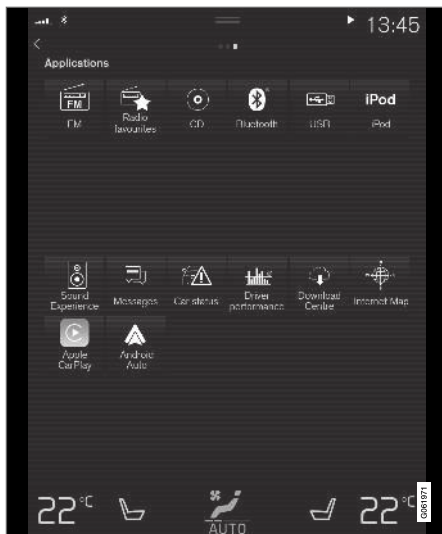 13:45
Applications
FM
iPod
FM
Radio
favourites
CD
Bluetooth
USB
iPod
Sound
Experience
Messages
Car status
Driver
performance
Download
Centre
Internet Map
Apple
CarPlay
Android
Auto
22°C
22°C
AUTO
G061971